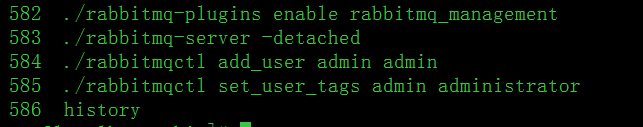 582 ./rabbitmq-plugins enable rabbitmq_management
583 ./rabbitmq-server -detached
584 ./rabbitmqctl add_user admin admin
585 ./rabbitmqctl set_user_tags admin administrator
586 history